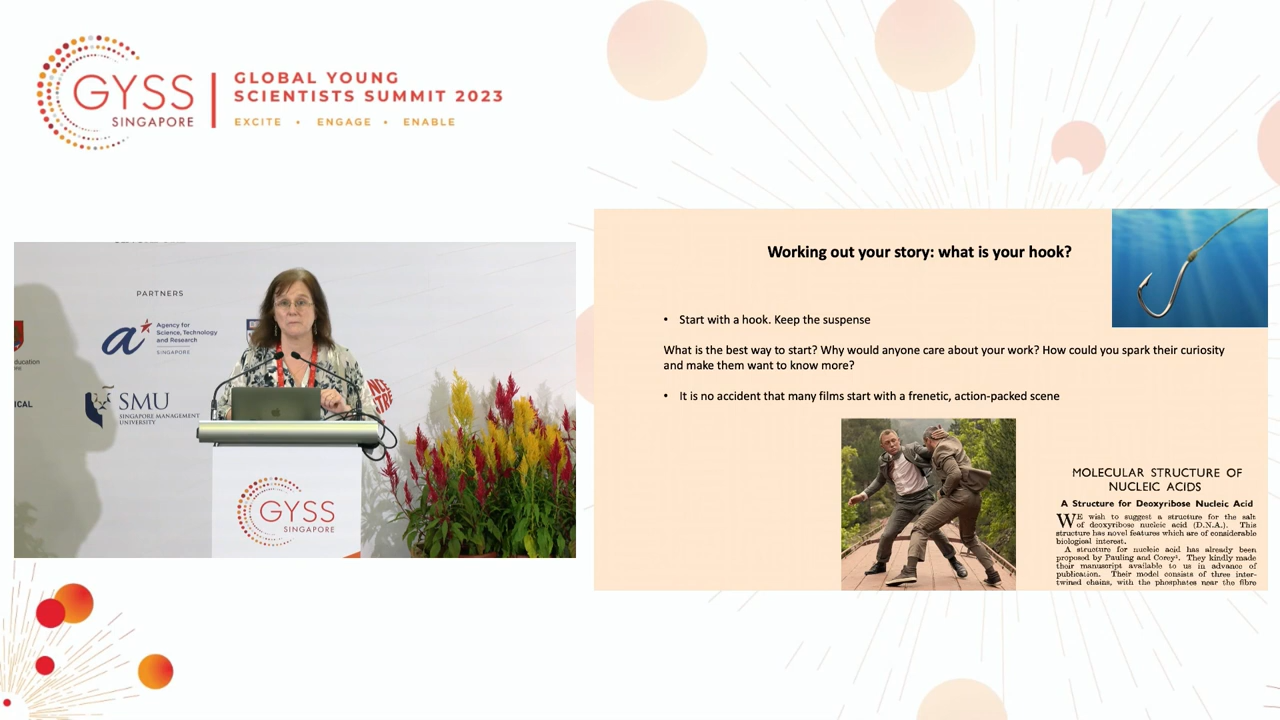 GYSS
SINGAPORE
GLOBAL YOUNG
SCIENTISTS SUMMIT 2023
EXCITE • ENGAGE • ENABLE
PARTNERS
Agency for
Science, Technology
and Research
SINGAPORE
SMU
SINGAPORE MANAGEMENT
UNIVERSITY
GYSS
SINGAPORE
Working out your story: what is your hook?
• Start with a hook. Keep the suspense
What is the best way to start? Why would anyone care about your work? How could you spark their curiosity
and make them want to know more?
• It is no accident that many films start with a frenetic, action-packed scene
MOLECULAR STRUCTURE OF
NUCLEIC ACIDS
A Structure for Deoxyribose Nucleic Acid
WE wish to suggest a structure for the salt
of deoxyribose nucleic acid (D.N.A.). This
structure has novel features which are of considerable
biological interest.
A structure for nucleic acid has already been
proposed by Pauling and Corey¹. They kindly made
their manuscript available to us in advance of
publication. Their model consists of three inter-
twined chains, with the phosphates near the fibre